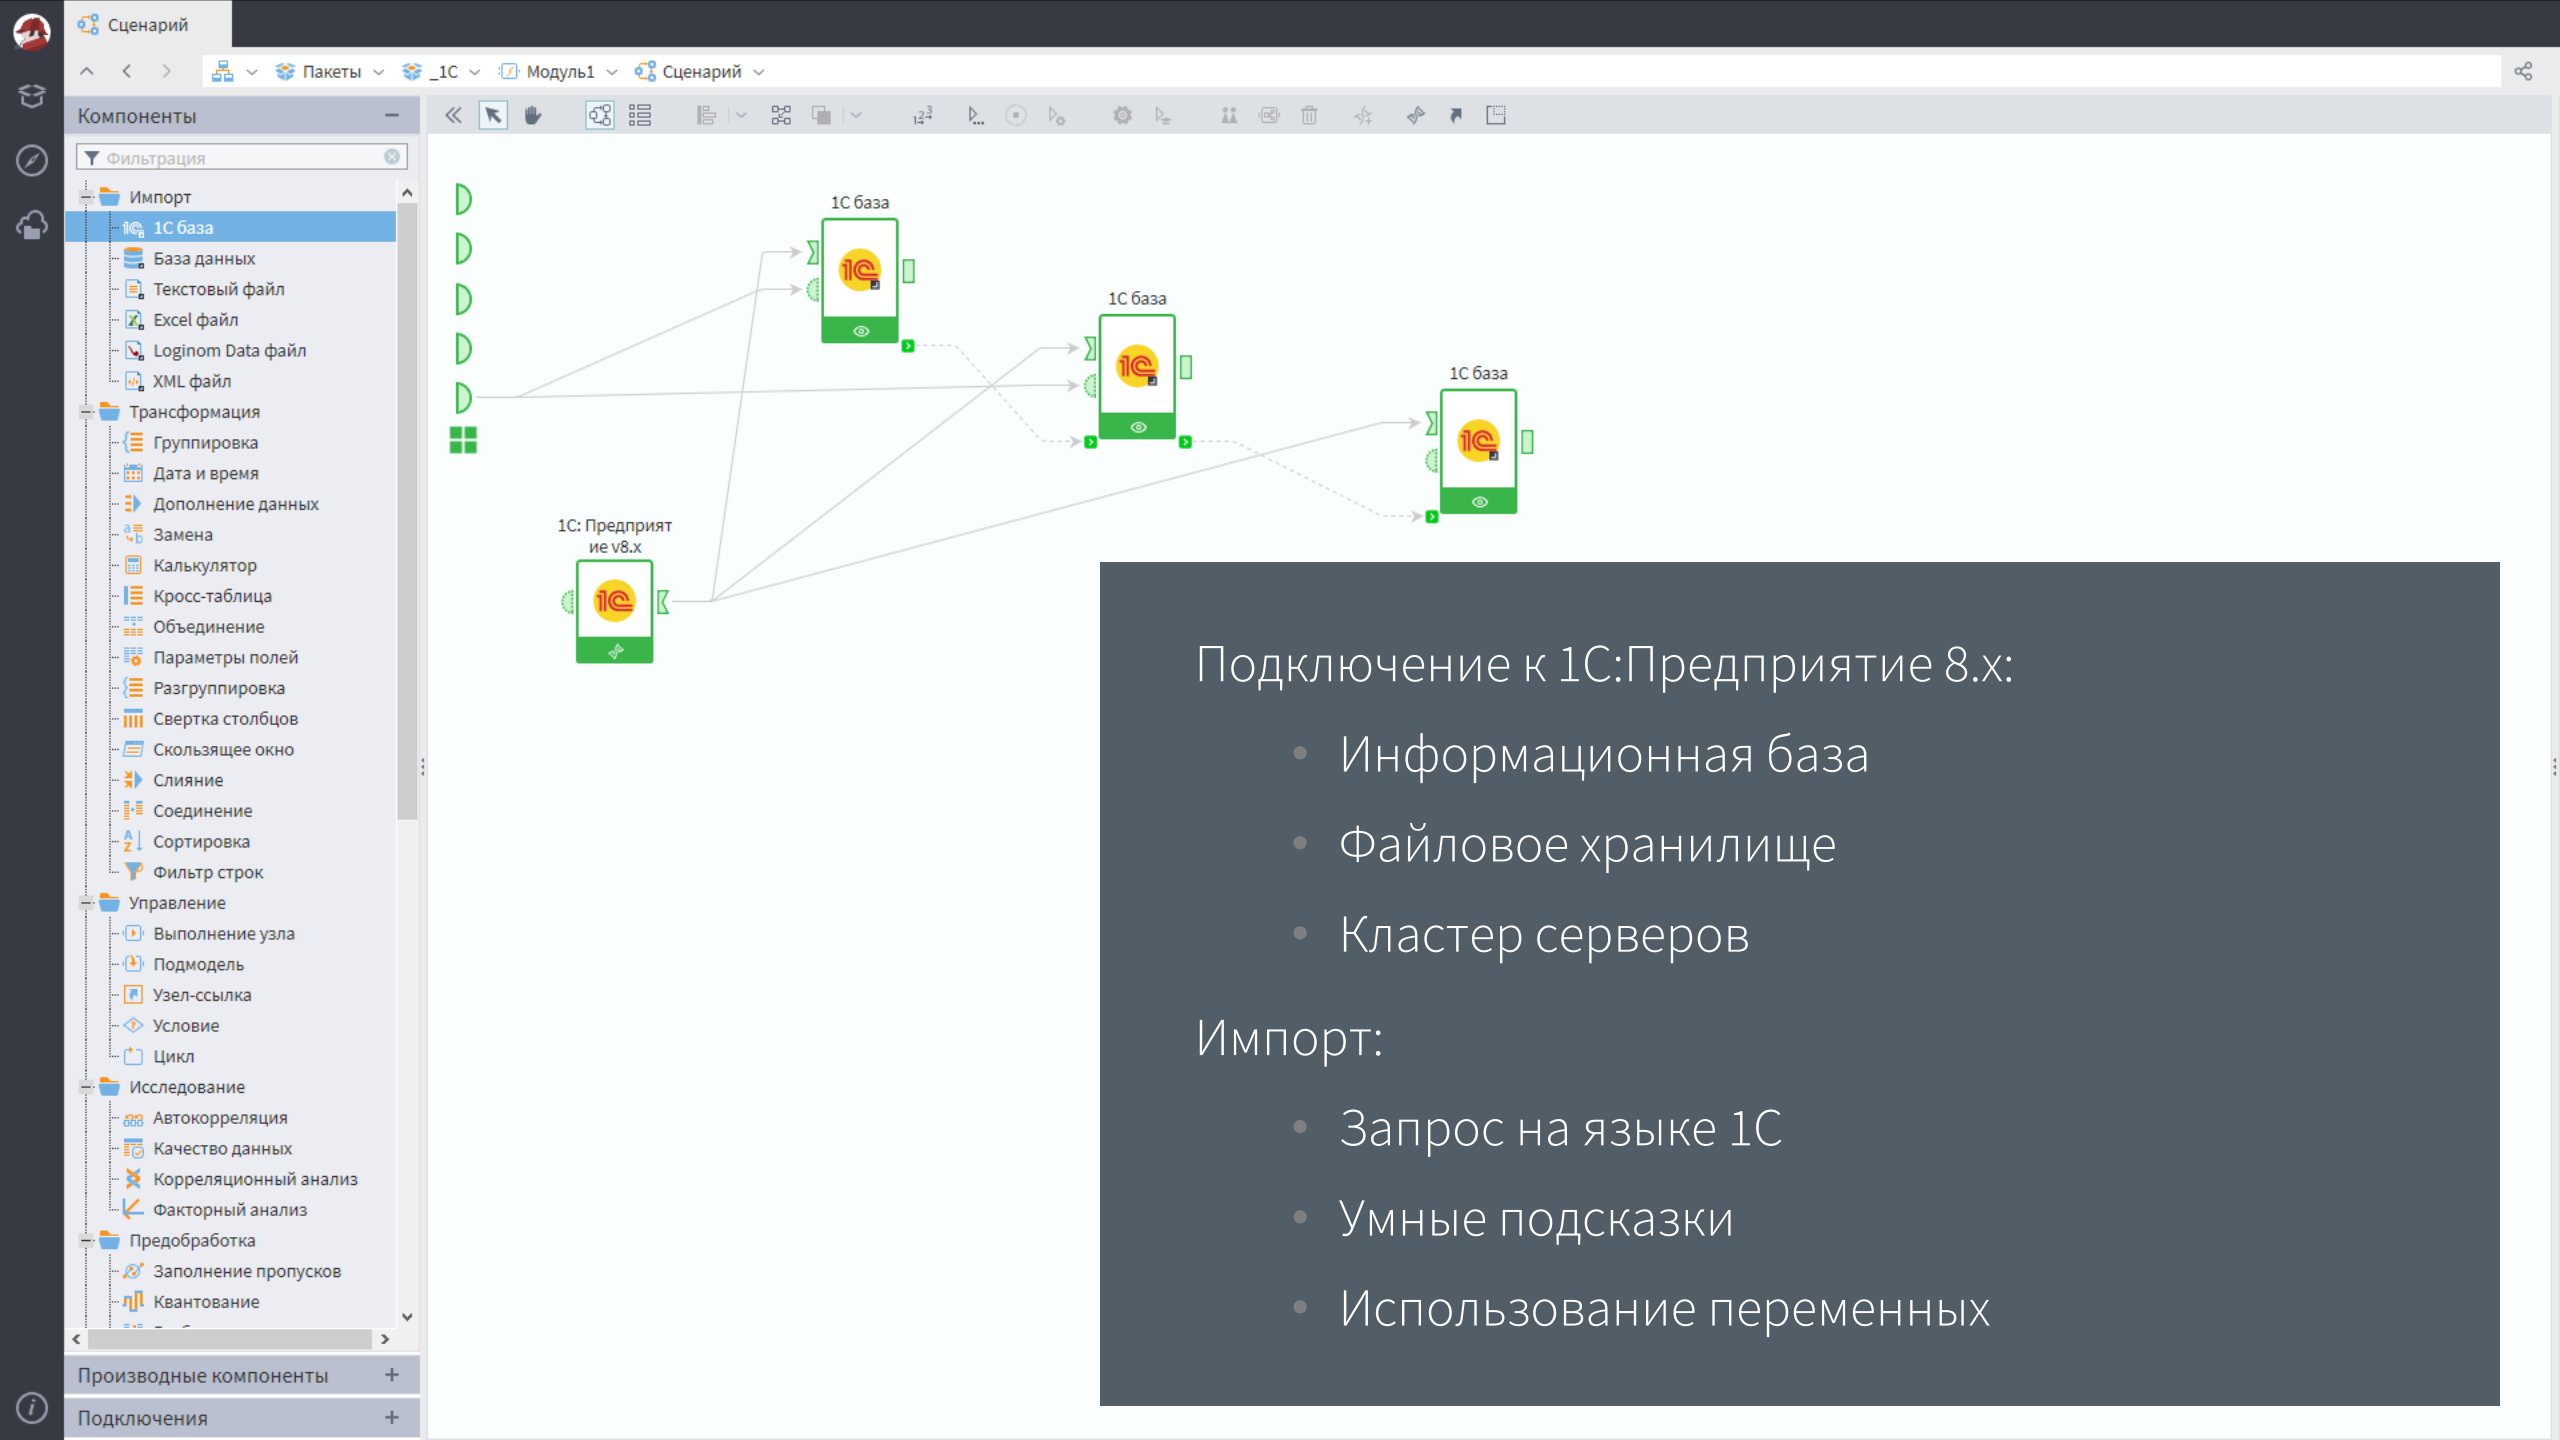 Сценарий
Пакеты
_1С
Модуль1
Сценарий
Компоненты
Фильтрация
Импорт
1С база
База данных
Текстовый файл
Excel файл
Loginom Data файл
XML файл
Трансформация
Группировка
Дата и время
Дополнение данных
Замена
Калькулятор
Кросс-таблица
Объединение
Параметры полей
Разгруппировка
Свертка столбцов
Скользящее окно
Слияние
Соединение
Сортировка
Фильтр строк
Управление
Выполнение узла
Подмодель
Узел-ссылка
Условие
Цикл
Исследование
Автокорреляция
Качество данных
Корреляционный анализ
Факторный анализ
Предобработка
Заполнение пропусков
Квантование
Производные компоненты
Подключения
1С база
1С база
1С база
1С: Предприят
ие v8.x
Подключение к 1С:Предприятие 8.x:
• Информационная база
• Файловое хранилище
• Кластер серверов
Импорт:
• Запрос на языке 1С
• Умные подсказки
• Использование переменных